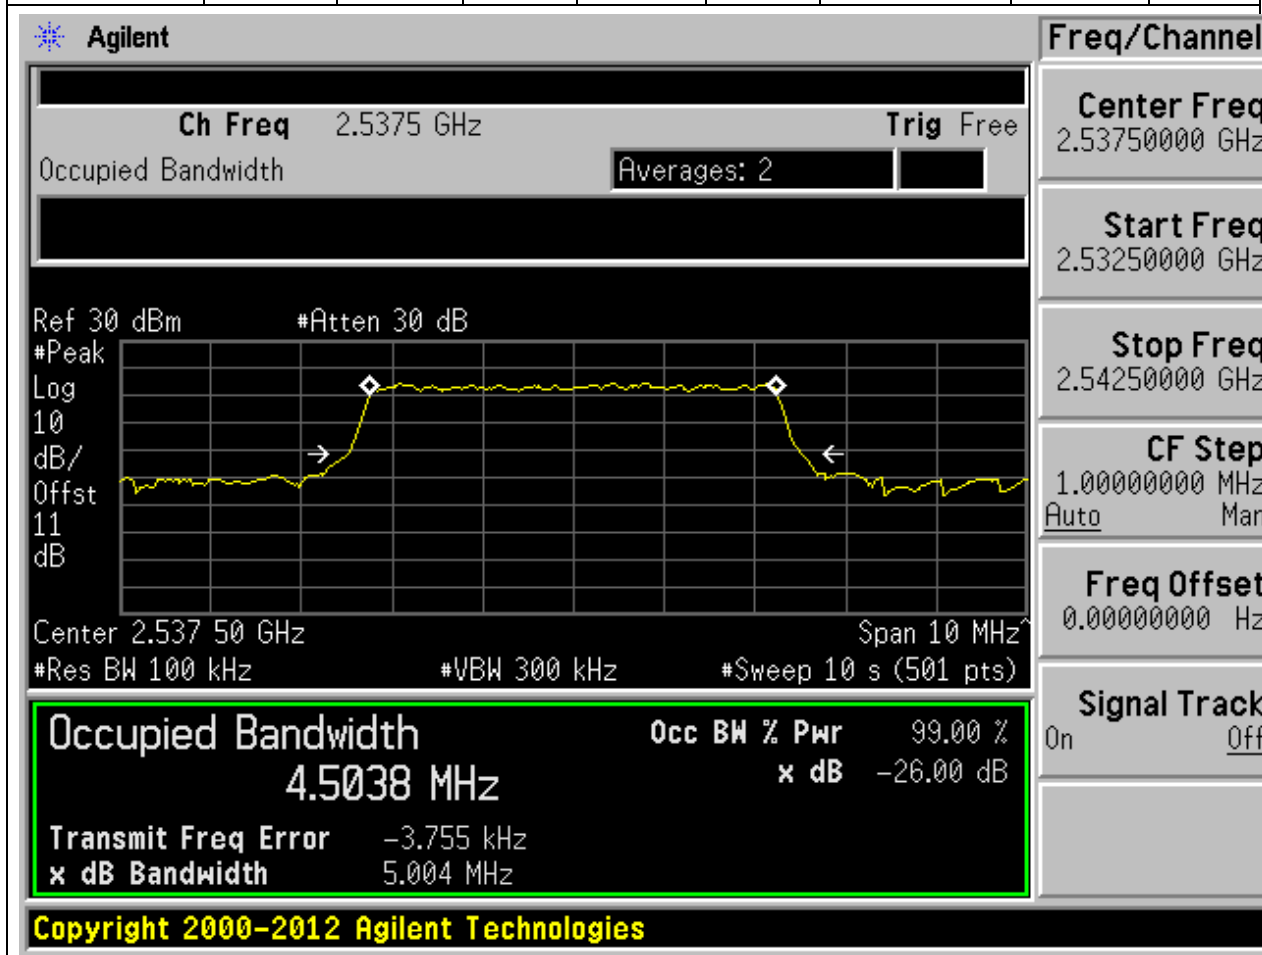 Agilent
Freq/Channel
Ch Freq 2.5375 GHz Trig Free
Occupied Bandwidth Averages: 2
Center Freq
2.53750000 GHz
Start Freq
2.53250000 GHz
Stop Freq
2.54250000 GHz
CF Step
1.00000000 MHz
Auto Man
Freq Offset
0.00000000 Hz
Signal Track
On Off
Ref 30 dBm #Atten 30 dB
#Peak
Log
10
dB/
Offst
11
dB
Center 2.537 50 GHz Span 10 MHz^
#Res BW 100 kHz #VBW 300 kHz #Sweep 10 s (501 pts)
Occupied Bandwidth
4.5038 MHz
Occ BW % Pwr 99.00 %
x dB -26.00 dB
Transmit Freq Error -3.755 kHz
x dB Bandwidth 5.004 MHz
Copyright 2000-2012 Agilent Technologies